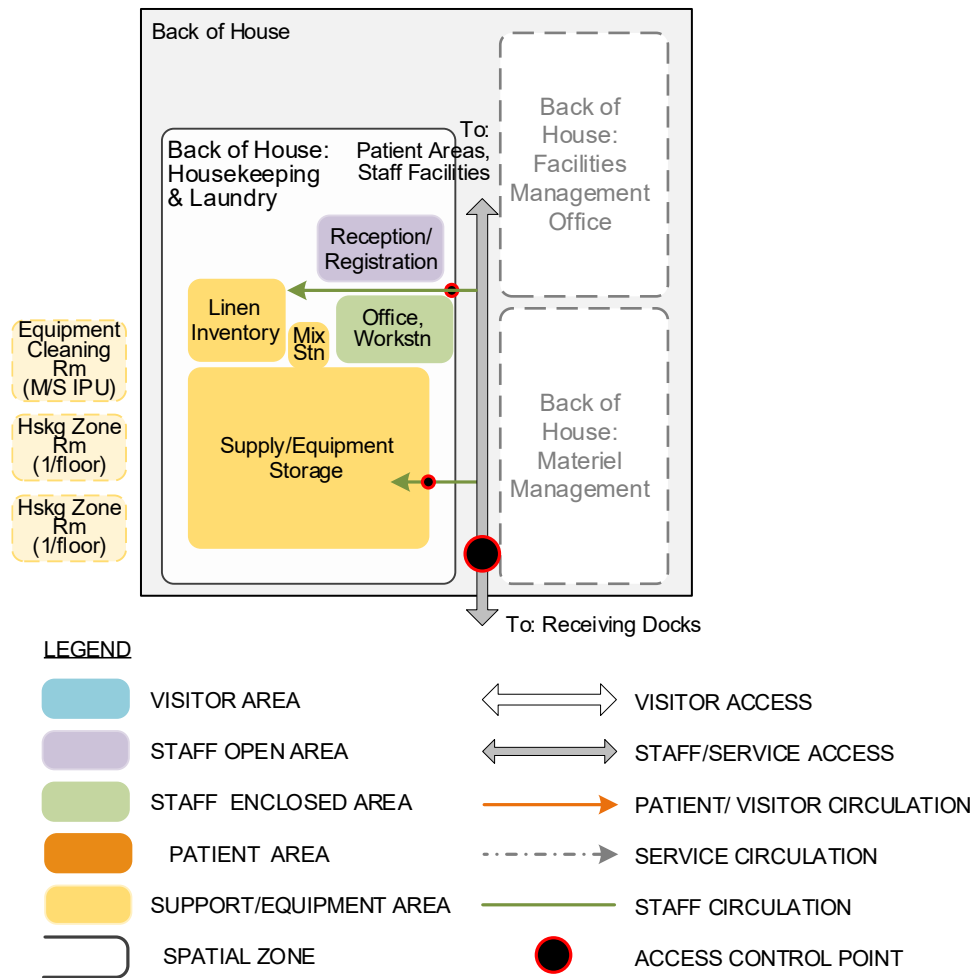 Back of House
To:
Patient Areas,
Staff Facilities
Back of
House:
Facilities
Management
Office
Back of House:
Housekeeping
& Laundry
Reception/
Registration
Linen
Inventory
Mix
Stn
Office,
Workstn
Equipment
Cleaning
Rm
(M/S IPU)
Hskg Zone
Rm
(1/floor)
Hskg Zone
Rm
(1/floor)
Supply/Equipment
Storage
Back of
House:
Materiel
Management
To: Receiving Docks
LEGEND
VISITOR AREA
STAFF OPEN AREA
STAFF ENCLOSED AREA
PATIENT AREA
SUPPORT/EQUIPMENT AREA
SPATIAL ZONE
VISITOR ACCESS
STAFF/SERVICE ACCESS
PATIENT/ VISITOR CIRCULATION
SERVICE CIRCULATION
STAFF CIRCULATION
ACCESS CONTROL POINT